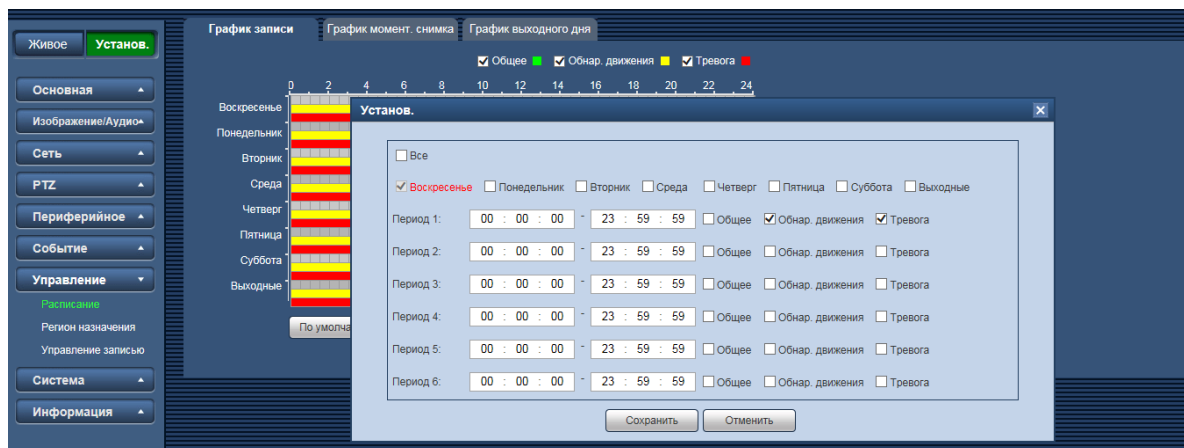 График записи График момент. снимка График выходного дня
Живое Установ.
Общее Обнар. движения Тревога
0 2 4 6 8 10 12 14 16 18 20 22 24
Основная
Изображение/Аудио
Сеть
PTZ
Периферийное
Событие
Управление
Расписание
Регион назначения
Управление записью
Система
Информация
Воскресенье
Понедельник
Вторник
Среда
Четверг
Пятница
Суббота
Выходные
По умолча
Установ.
Все
Воскресенье Понедельник Вторник Среда Четверг Пятница Суббота Выходные
Период 1: 00 : 00 : 00 - 23 : 59 : 59 Общее Обнар. движения Тревога
Период 2: 00 : 00 : 00 - 23 : 59 : 59 Общее Обнар. движения Тревога
Период 3: 00 : 00 : 00 - 23 : 59 : 59 Общее Обнар. движения Тревога
Период 4: 00 : 00 : 00 - 23 : 59 : 59 Общее Обнар. движения Тревога
Период 5: 00 : 00 : 00 - 23 : 59 : 59 Общее Обнар. движения Тревога
Период 6: 00 : 00 : 00 - 23 : 59 : 59 Общее Обнар. движения Тревога
Сохранить Отменить